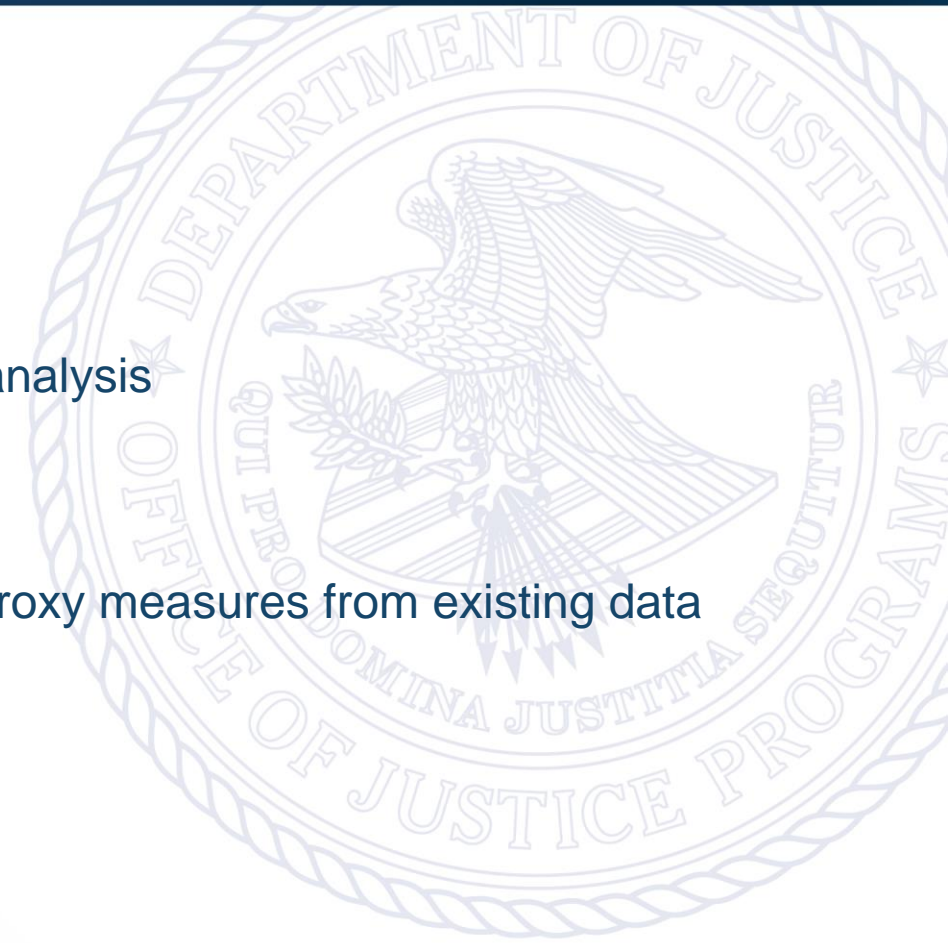 DEPARTMENT OF JUSTICE
analysis
QUI PRO DOMINA JUSTITIA SEQUITUR
roxy measures from existing data
OFFICE OF JUSTICE PROGRAMS